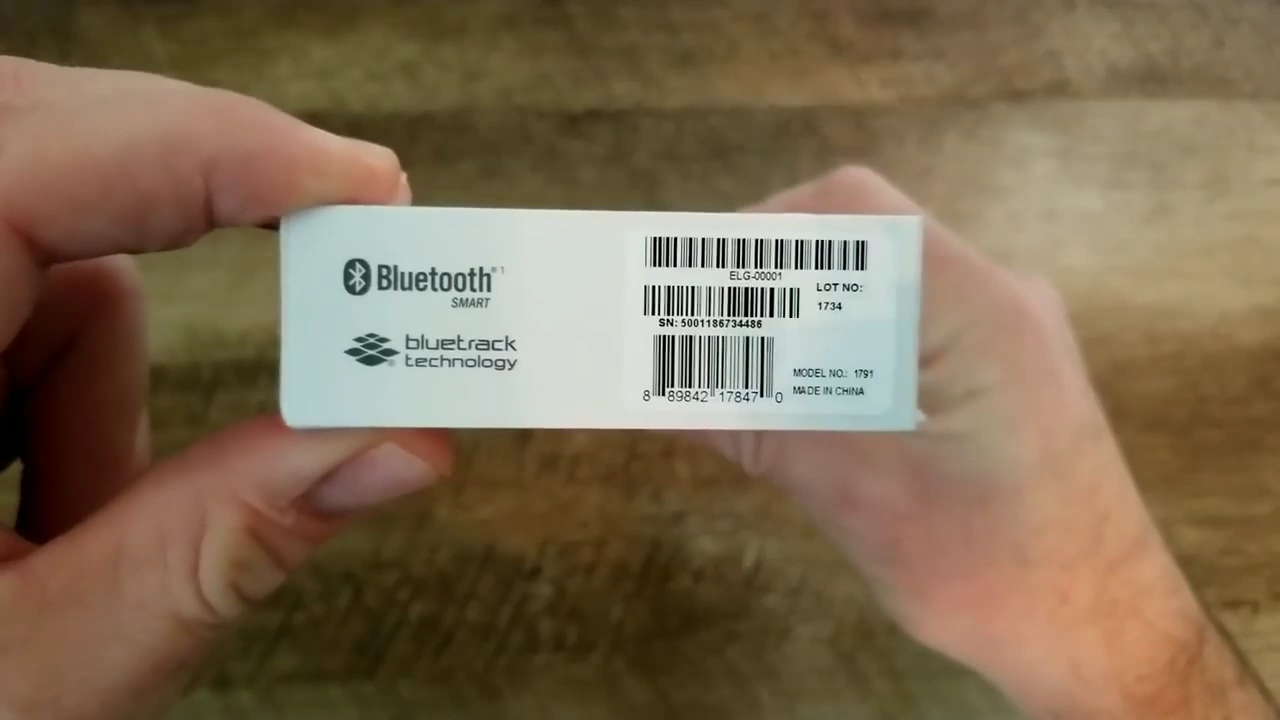 Bluetooth®
SMART
bluetrack
technology
ELG-00001
LOT NO:
1734
SN: 5001186734486
MODEL NO.: 1791
MADE IN CHINA
8 89842 17847 0